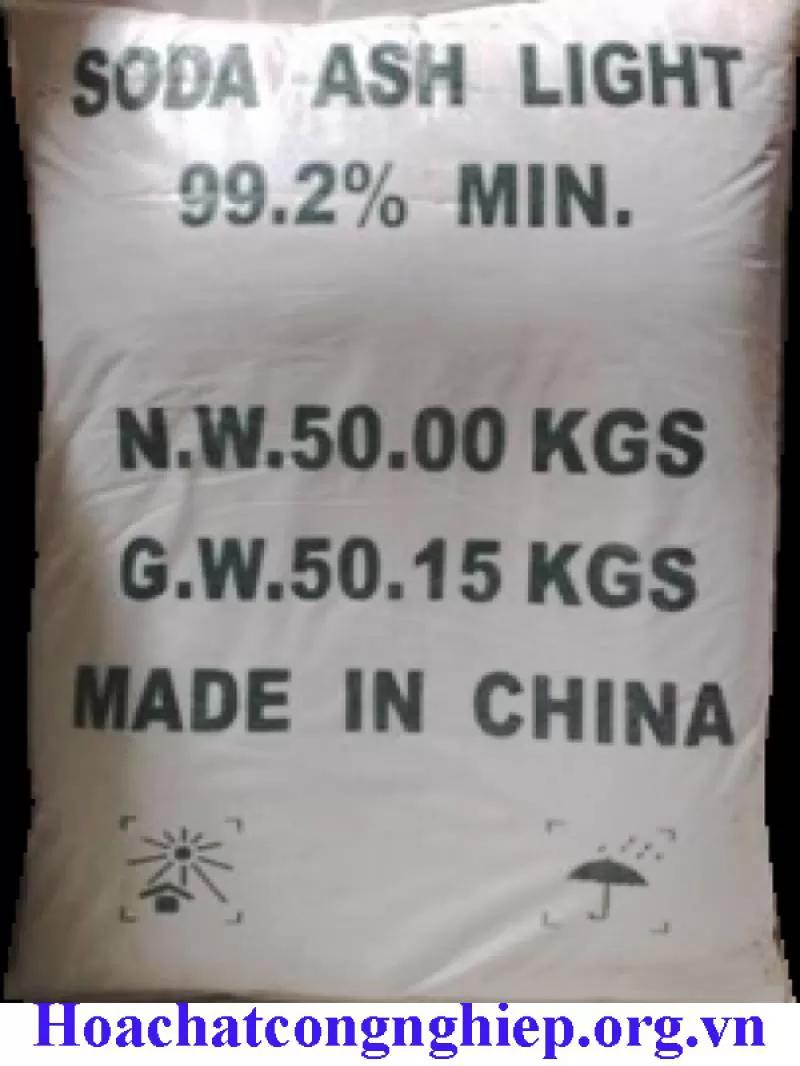 SODA ASH LIGHT
99.2% MIN.
N.W.50.00 KGS
G.W.50.15 KGS
MADE IN CHINA
Hoachatcongnghiep.org.vn